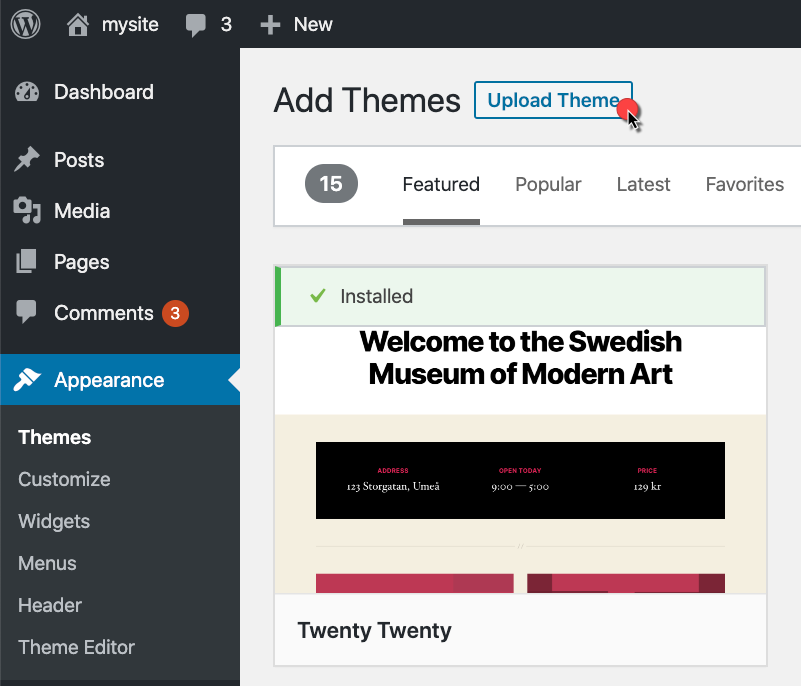 mysite 3 New
Dashboard
Posts
Media
Pages
Comments 3
Appearance
Themes
Customize
Widgets
Menus
Header
Theme Editor
Add Themes Upload Theme
15 Featured Popular Latest Favorites
Installed
Welcome to the Swedish
Museum of Modern Art
ADDRESS OPEN TODAY PRICE
123 Storgatan, Umeå 9:00 — 5:00 129 kr
Twenty Twenty